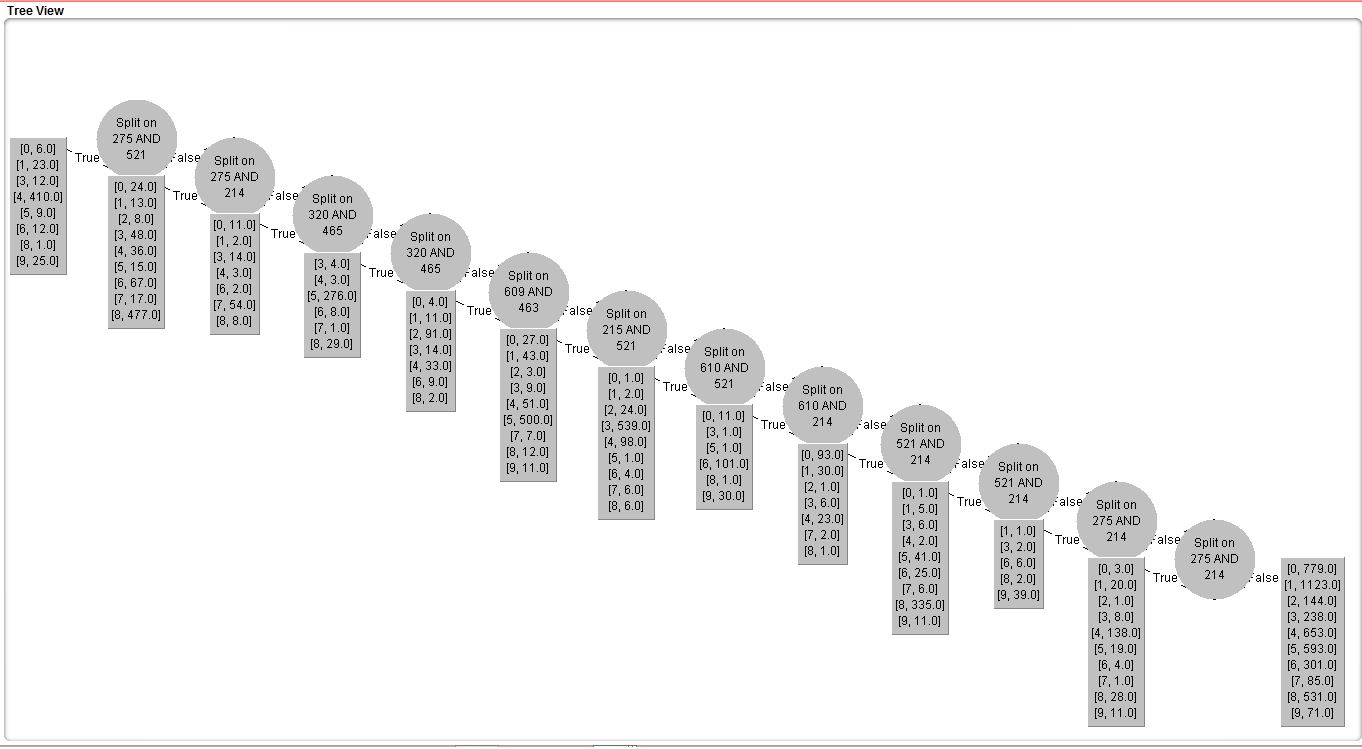 Tree View
[0, 6.0]
[1, 23.0]
[3, 12.0]
[4, 410.0]
[5, 9.0]
[6, 12.0]
[8, 1.0]
[9, 25.0]
True
Split on
275 AND
521
False
[0, 24.0]
[1, 13.0]
[2, 8.0]
[3, 48.0]
[4, 36.0]
[5, 15.0]
[6, 67.0]
[7, 17.0]
[8, 477.0]
True
Split on
275 AND
214
False
[0, 11.0]
[1, 2.0]
[3, 14.0]
[4, 3.0]
[6, 2.0]
[7, 54.0]
[8, 8.0]
True
Split on
320 AND
465
False
[3, 4.0]
[4, 3.0]
[5, 276.0]
[6, 8.0]
[7, 1.0]
[8, 29.0]
True
Split on
320 AND
465
False
[0, 4.0]
[1, 11.0]
[2, 91.0]
[3, 14.0]
[4, 33.0]
[6, 9.0]
[8, 2.0]
True
Split on
609 AND
463
False
[0, 27.0]
[1, 43.0]
[2, 3.0]
[3, 9.0]
[4, 51.0]
[5, 500.0]
[7, 7.0]
[8, 12.0]
[9, 11.0]
True
Split on
215 AND
521
False
[0, 1.0]
[1, 2.0]
[2, 24.0]
[3, 539.0]
[4, 98.0]
[5, 1.0]
[6, 4.0]
[7, 6.0]
[8, 6.0]
True
Split on
610 AND
521
False
[0, 11.0]
[3, 1.0]
[5, 1.0]
[6, 101.0]
[8, 1.0]
[9, 30.0]
True
Split on
610 AND
214
False
[0, 93.0]
[1, 30.0]
[2, 1.0]
[3, 6.0]
[4, 23.0]
[7, 2.0]
[8, 1.0]
True
Split on
521 AND
214
False
[0, 1.0]
[1, 5.0]
[3, 6.0]
[4, 2.0]
[5, 41.0]
[6, 25.0]
[7, 6.0]
[8, 335.0]
[9, 11.0]
True
Split on
521 AND
214
False
[1, 1.0]
[3, 2.0]
[6, 6.0]
[8, 2.0]
[9, 39.0]
True
Split on
275 AND
214
False
[0, 3.0]
[1, 20.0]
[2, 1.0]
[3, 8.0]
[4, 138.0]
[5, 19.0]
[6, 4.0]
[7, 1.0]
[8, 28.0]
[9, 11.0]
True
Split on
275 AND
214
False
[0, 779.0]
[1, 1123.0]
[2, 144.0]
[3, 238.0]
[4, 653.0]
[5, 593.0]
[6, 301.0]
[7, 85.0]
[8, 531.0]
[9, 71.0]